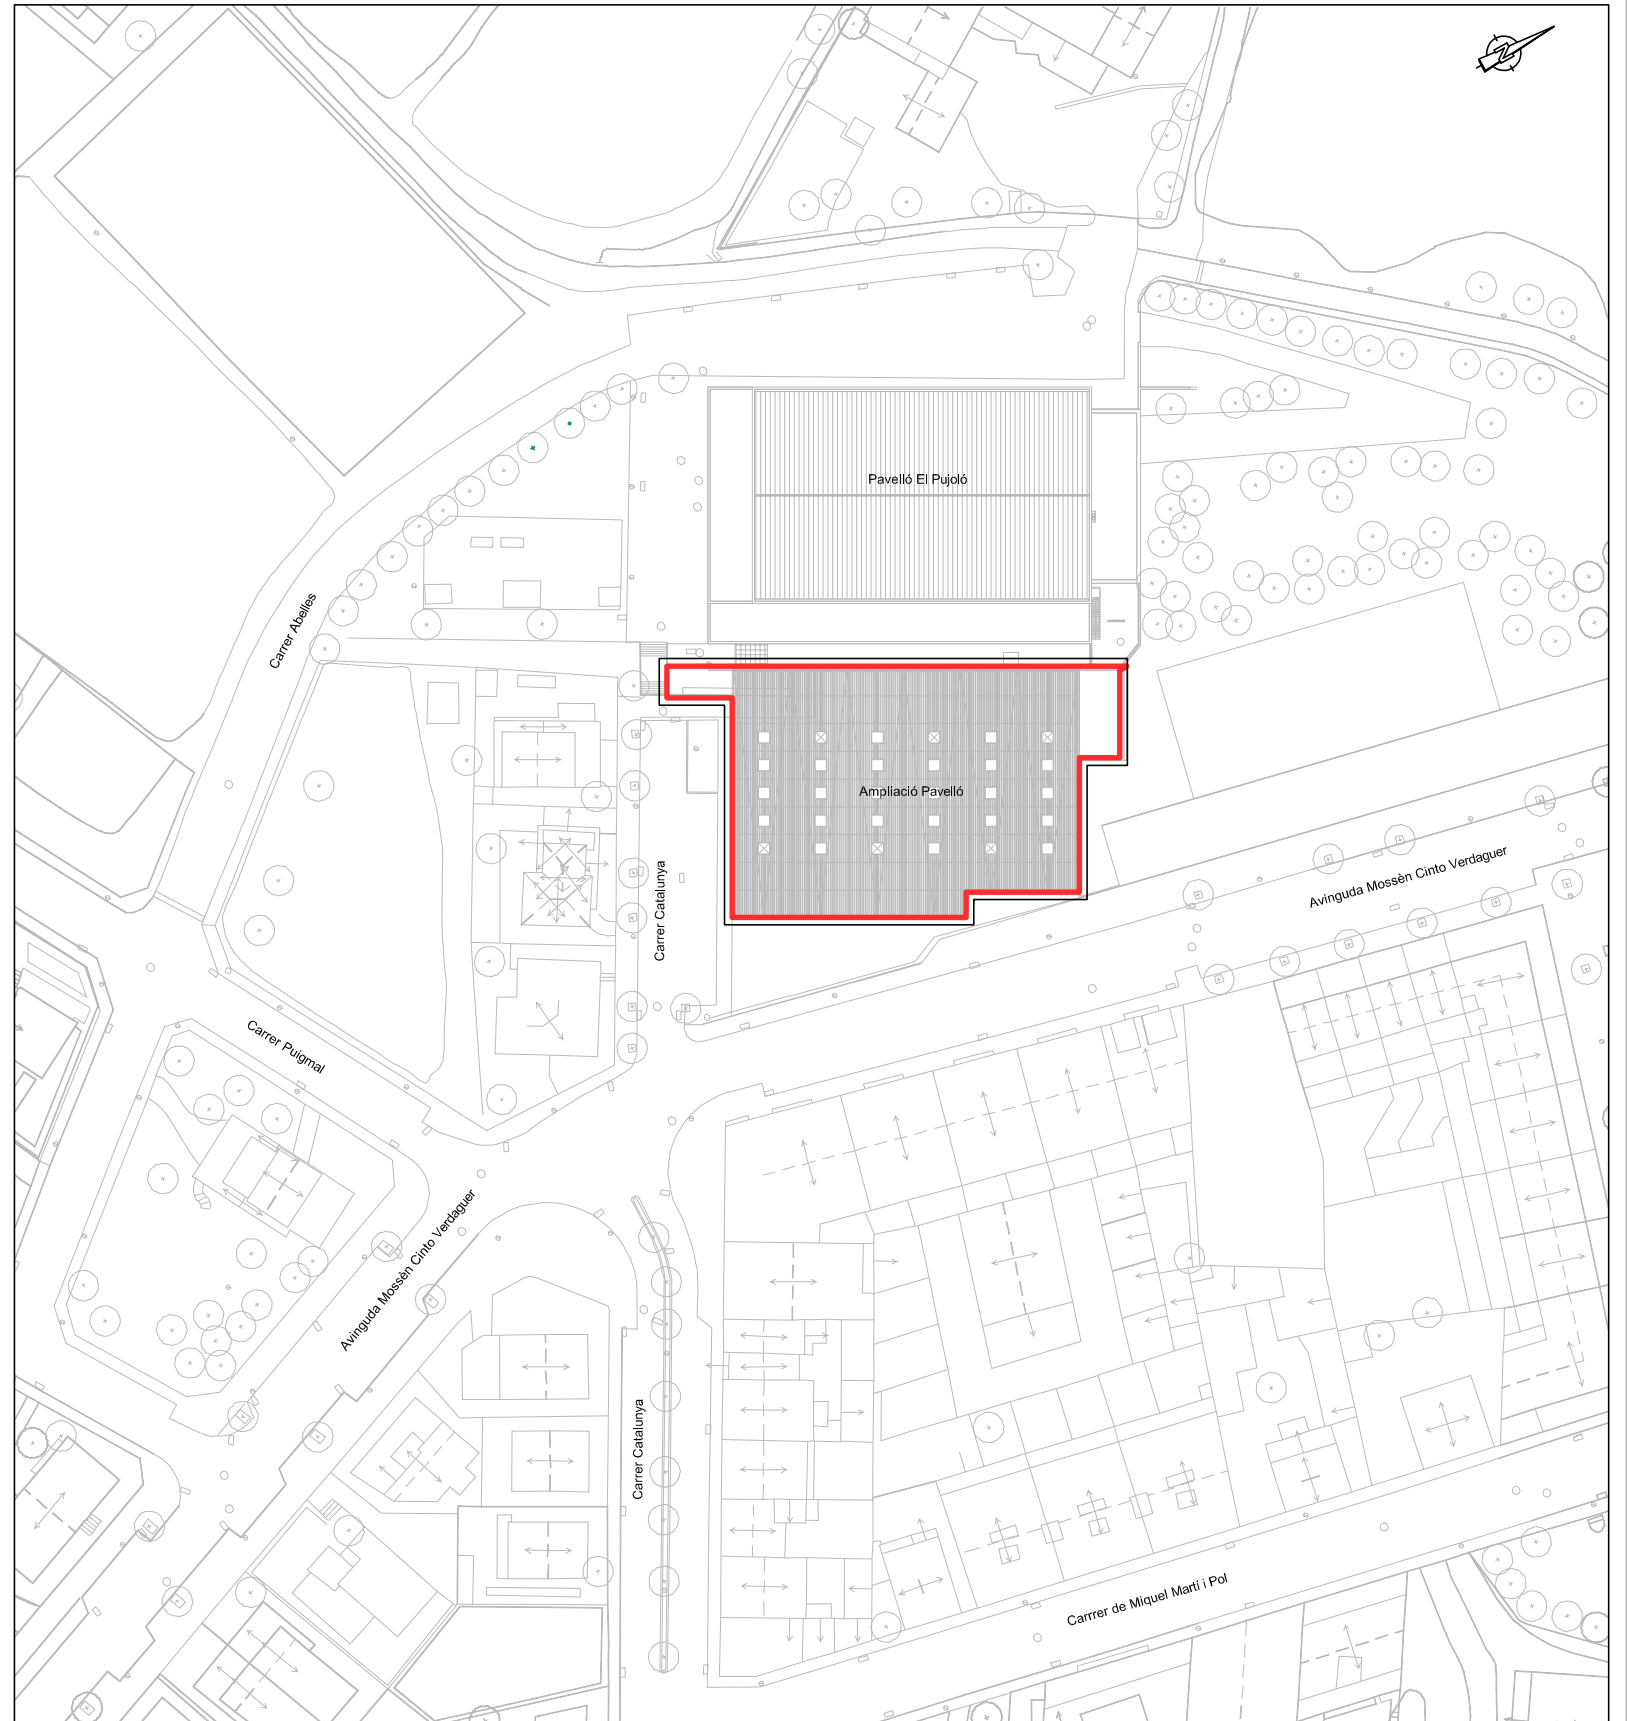 N
Pavelló El Pujoló
Carrer Abelles
Ampliació Pavelló
Avinguda Mossèn Cinto Verdaguer
Carrer Catalunya
Carrer Puigmal
Avinguda Mossèn Cinto Verdaguer
Carrer Catalunya
Carrrer de Miquel Martí i Pol